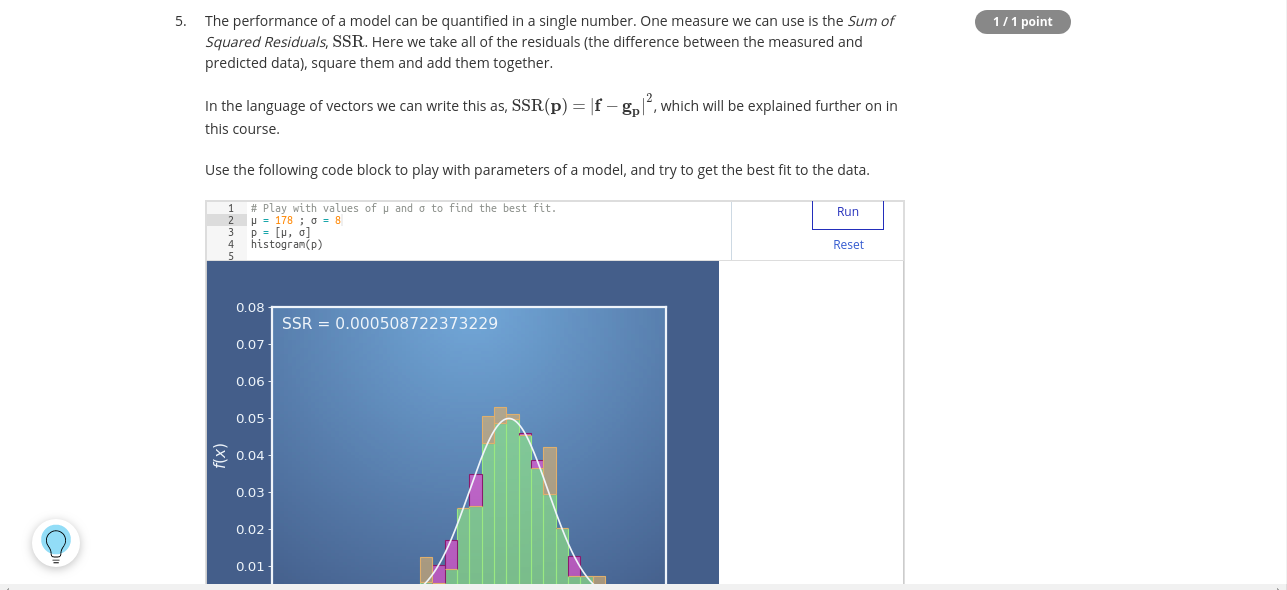 5. The performance of a model can be quantified in a single number. One measure we can use is the Sum of
1 / 1 point
Squared Residuals, SSR. Here we take all of the residuals (the difference between the measured and
predicted data), square them and add them together.
In the language of vectors we can write this as, SSR(p) = |f − gₚ|², which will be explained further on in
this course.
Use the following code block to play with parameters of a model, and try to get the best fit to the data.
1 # Play with values of μ and σ to find the best fit.
2 μ = 178 ; σ = 8
3 p = [μ, σ]
4 histogram(p)
5
Run
Reset
SSR = 0.000508722373229
0.08
0.07
0.06
0.05
0.04
0.03
0.02
0.01
f(x)